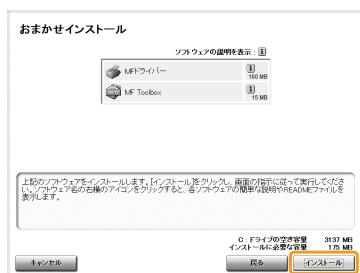 おまかせインストール
ソフトウェアの説明を表示：
MFドライバー
160 MB
MF Toolbox
15 MB
上記のソフトウェアをインストールします。[インストール]をクリックし、画面の指示に従って実行してくださ
い。ソフトウェア名の右横のアイコンをクリックすると、各ソフトウェアの簡単な説明やREADMEファイルを
表示します。
C：ドライブの空き容量 3137 MB
インストールに必要な容量 175 MB
キャンセル 戻る インストール